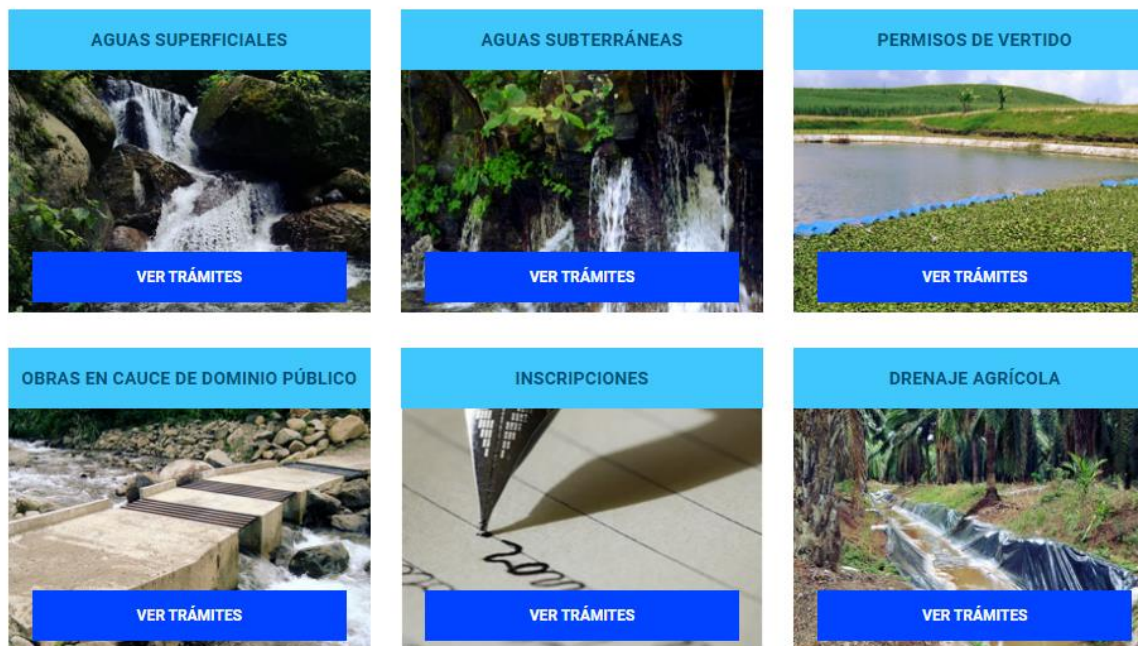 AGUAS SUPERFICIALES
AGUAS SUBTERRÁNEAS
PERMISOS DE VERTIDO
VER TRÁMITES
VER TRÁMITES
VER TRÁMITES
OBRAS EN CAUCE DE DOMINIO PÚBLICO
INSCRIPCIONES
DRENAJE AGRÍCOLA
VER TRÁMITES
VER TRÁMITES
VER TRÁMITES